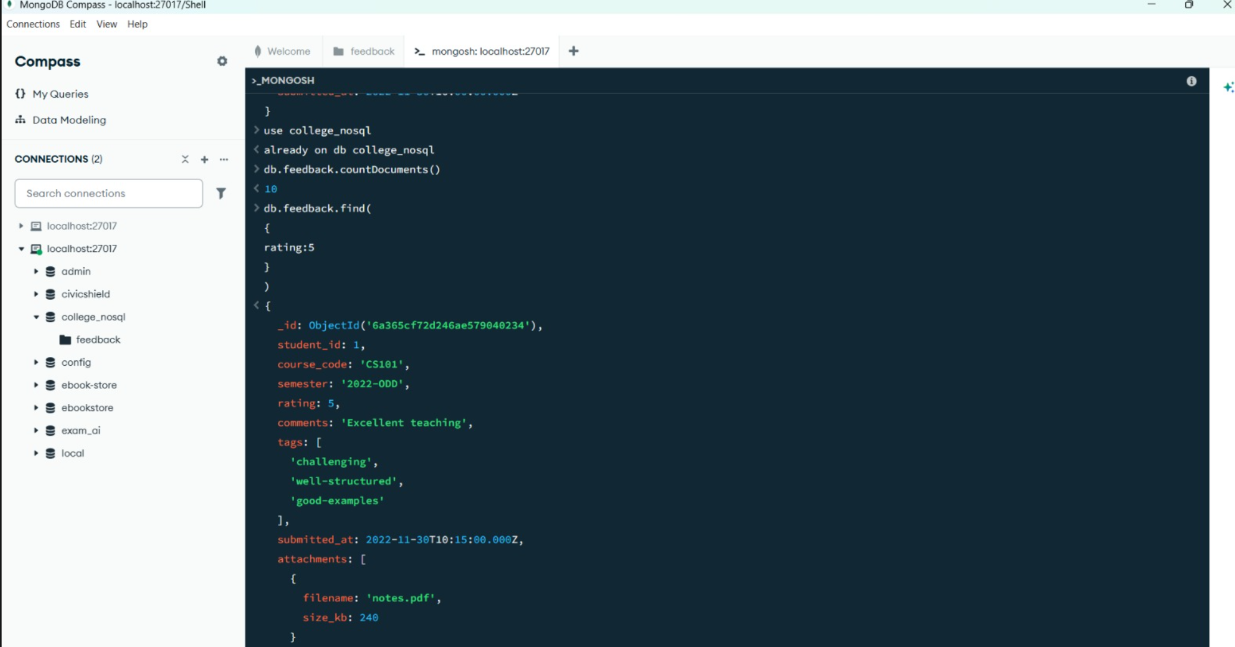 MongoDB Compass - localhost:27017/Shell
Connections Edit View Help
Compass
{} My Queries
Data Modeling
CONNECTIONS (2)
Search connections
localhost:27017
localhost:27017
admin
civicshield
college_nosql
feedback
config
ebook-store
ebookstore
exam_ai
local
Welcome
feedback
>_ mongosh: localhost:27017
>_MONGOSH
}
> use college_nosql
< already on db college_nosql
> db.feedback.countDocuments()
< 10
> db.feedback.find(
{
rating:5
}
)
< {
_id: ObjectId('6a365cf72d246ae579040234'),
student_id: 1,
course_code: 'CS101',
semester: '2022-ODD',
rating: 5,
comments: 'Excellent teaching',
tags: [
'challenging',
'well-structured',
'good-examples'
],
submitted_at: 2022-11-30T10:15:00.000Z,
attachments: [
{
filename: 'notes.pdf',
size_kb: 240
}